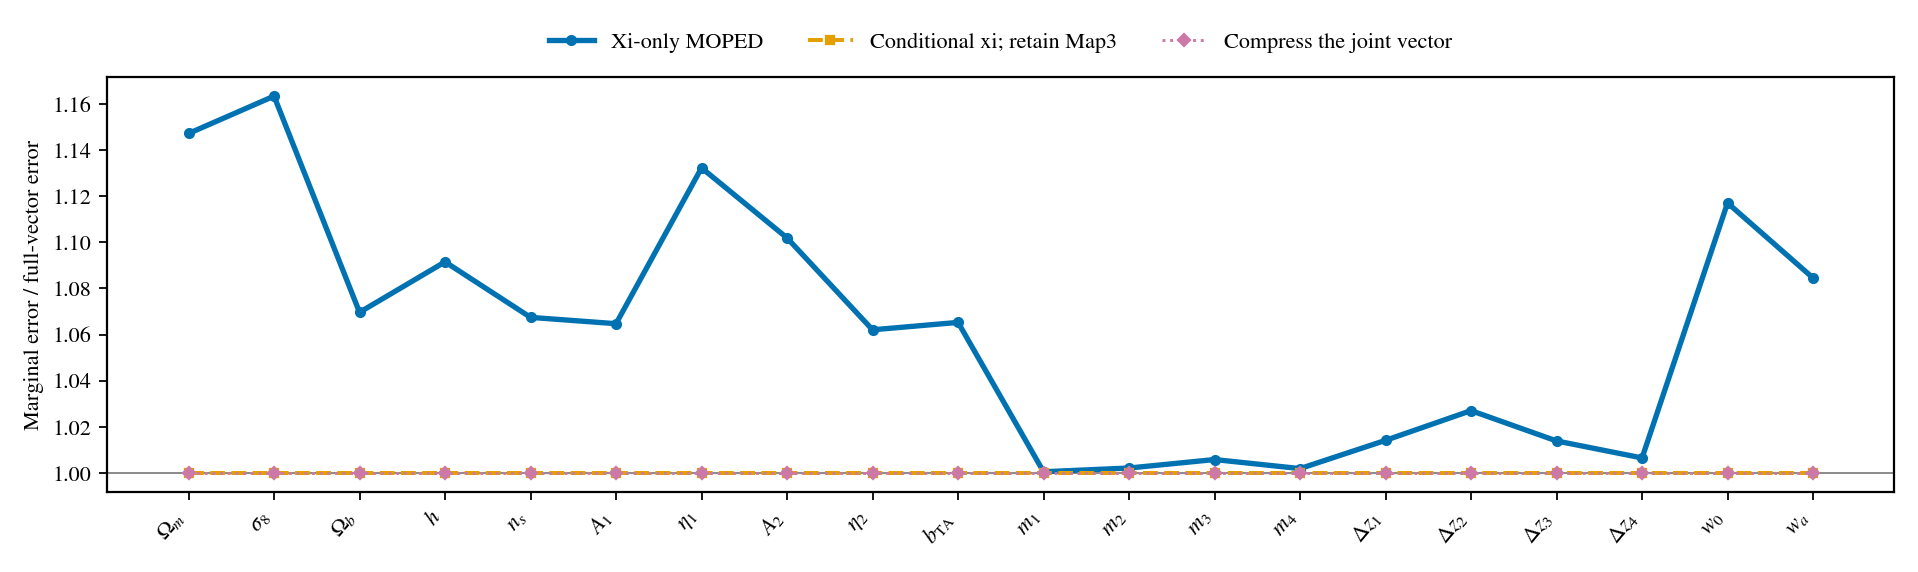 Xi-only MOPED
Conditional xi; retain Map3
Compress the joint vector
Marginal error / full-vector error
1.16
1.14
1.12
1.10
1.08
1.06
1.04
1.02
1.00
Ωm
σ8
Ωb
h
ns
A1
η1
A2
η2
bTA
m1
m2
m3
m4
Δz1
Δz2
Δz3
Δz4
w0
wa